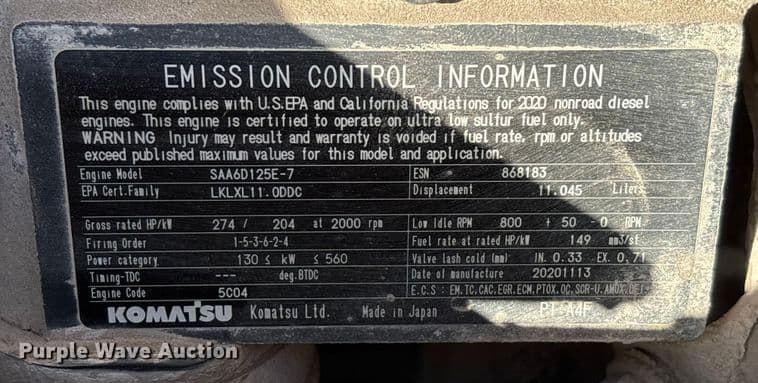 EMISSION CONTROL INFORMATION
This engine complies with U.S.EPA and California Regulations for 2020 nonroad diesel
engines. This engine is certified to operate on ultra low sulfur fuel only.
WARNING Injury may result and warranty is voided if fuel rate, rpm or altitudes
exceed published maximum values for this model and application.
Engine Model SAA6D125E-7 ESN 868183
EPA Cert.Family LKLXL11.0DDC Displacement 11.045 Liters
Gross rated HP/kW 274 / 204 at 2000 rpm Low Idle RPM 800 + 50 - 0 RPM
Firing Order 1-5-3-6-2-4 Fuel rate at rated HP/kW 149 mm3/st
Power category 130 ≤ kW ≤ 560 Valve lash cold (mm) IN. 0.33 EX. 0.71
Timing-TDC --- deg.BTDC Date of manufacture 20201113
Engine Code 5C04 E.C.S : EM.TC.CAC.EGR.ECM.PTOX.OC.SCR-U.AMOX.DFI
KOMATSU Komatsu Ltd. Made in Japan
Purple Wave Auction